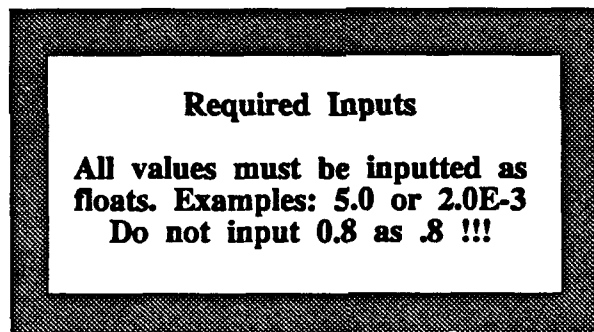 Required Inputs
All values must be inputted as
floats. Examples: 5.0 or 2.0E-3
Do not input 0.8 as .8 !!!